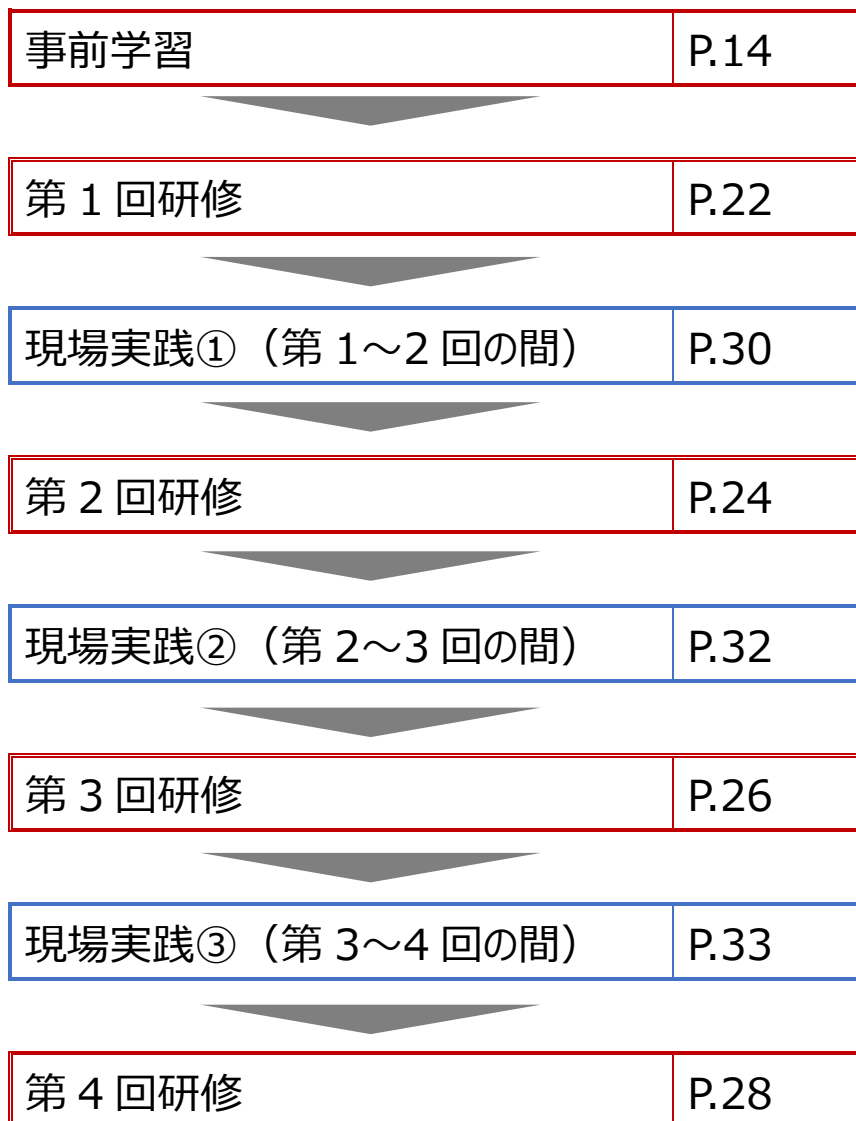 事前学習 P.14
第 1 回研修 P.22
現場実践①（第 1～2 回の間） P.30
第 2 回研修 P.24
現場実践②（第 2～3 回の間） P.32
第 3 回研修 P.26
現場実践③（第 3～4 回の間） P.33
第 4 回研修 P.28